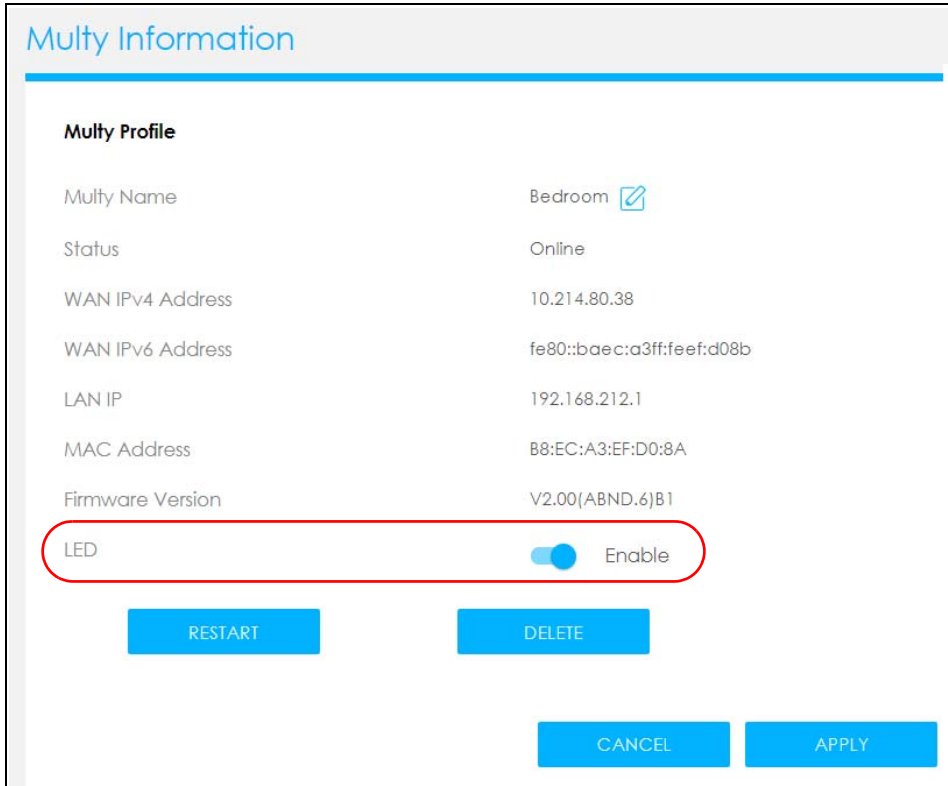 Multy Information
Multy Profile
Multy Name Bedroom
Status Online
WAN IPv4 Address 10.214.80.38
WAN IPv6 Address fe80::baec:a3ff:feef:d08b
LAN IP 192.168.212.1
MAC Address B8:EC:A3:EF:D0:8A
Firmware Version V2.00(ABND.6)B1
LED Enable
RESTART DELETE
CANCEL APPLY